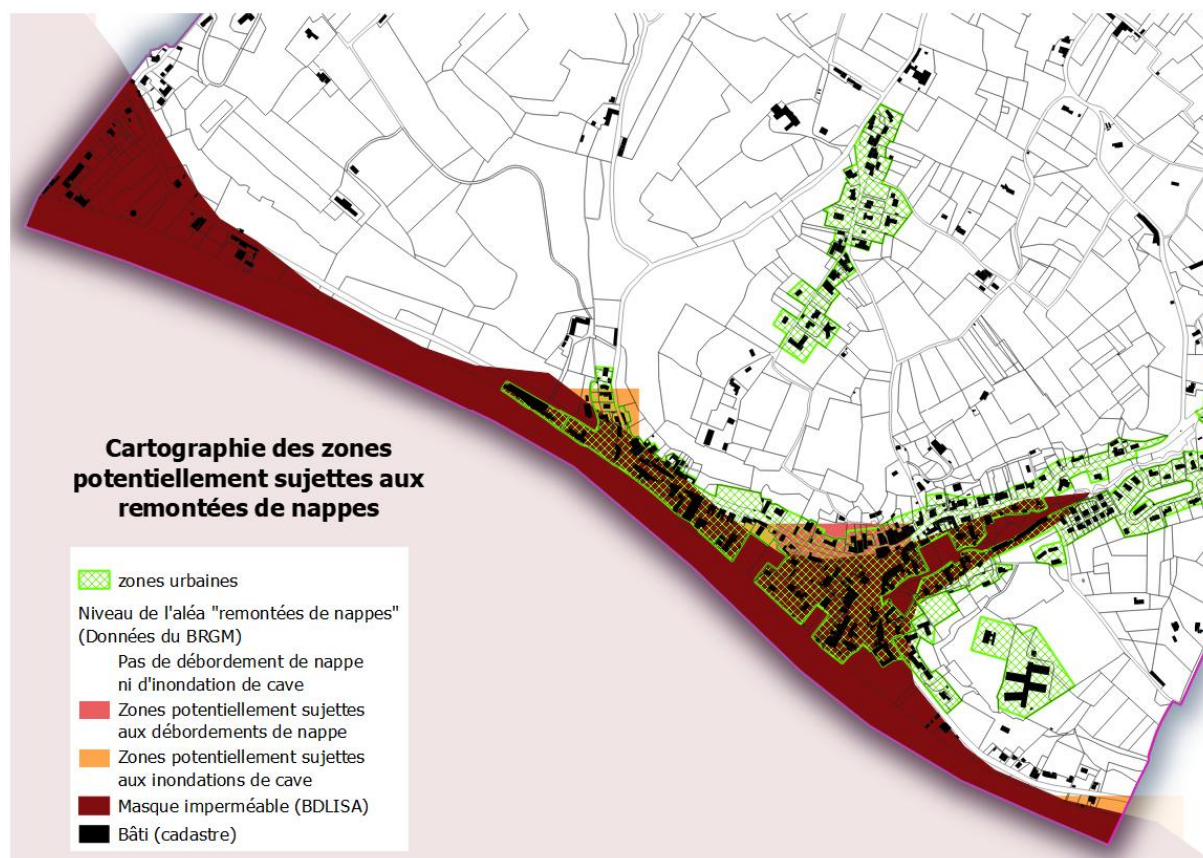 Cartographie des zones
potentiellement sujettes aux
remontées de nappes
zones urbaines
Niveau de l'aléa "remontées de nappes"
(Données du BRGM)
Pas de débordement de nappe
ni d'inondation de cave
Zones potentiellement sujettes
aux débordements de nappe
Zones potentiellement sujettes
aux inondations de cave
Masque imperméable (BDLISA)
Bâti (cadastre)